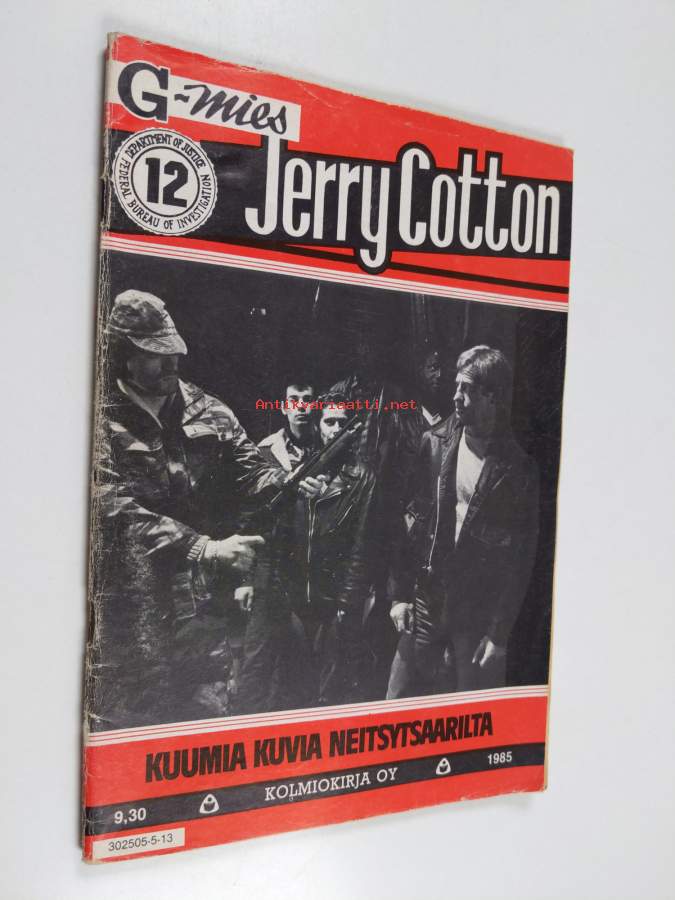 G-mies
DEPARTMENT OF JUSTICE
12
FEDERAL BUREAU OF INVESTIGATION
Jerry Cotton
Antikvariaatti.net
KUUMIA KUVIA NEITSYTSAARILTA
9,30 KOLMIOKIRJA OY 1985
302505-5-13